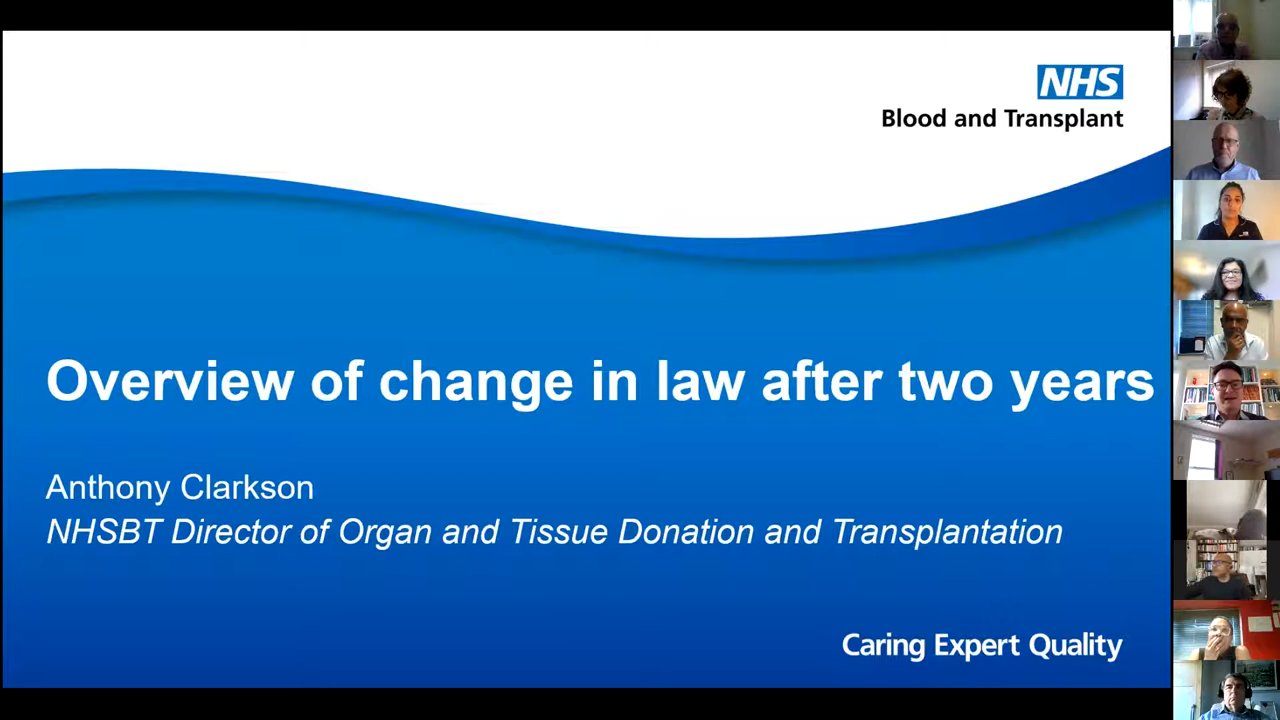 NHS
Blood and Transplant
Overview of change in law after two years
Anthony Clarkson
NHSBT Director of Organ and Tissue Donation and Transplantation
Caring Expert Quality